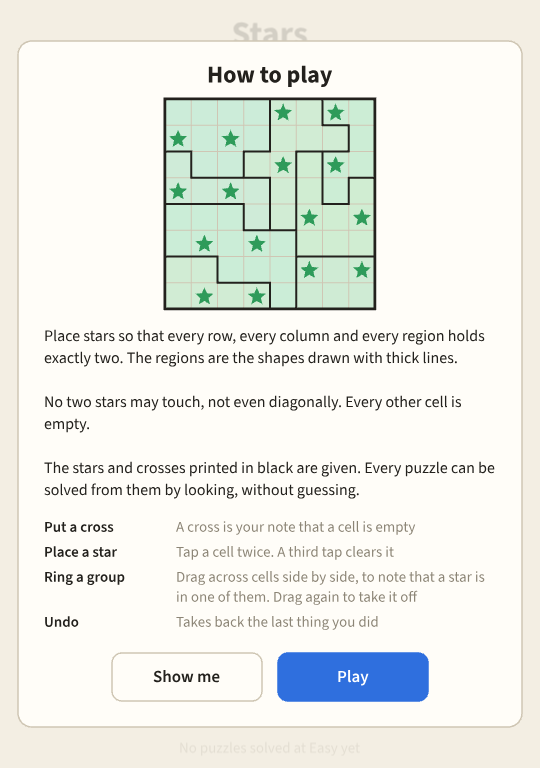 Stars
How to play
Place stars so that every row, every column and every region holds
exactly two. The regions are the shapes drawn with thick lines.
No two stars may touch, not even diagonally. Every other cell is
empty.
The stars and crosses printed in black are given. Every puzzle can be
solved from them by looking, without guessing.
Put a cross A cross is your note that a cell is empty
Place a star Tap a cell twice. A third tap clears it
Ring a group Drag across cells side by side, to note that a star is
in one of them. Drag again to take it off
Undo Takes back the last thing you did
Show me Play
No puzzles solved at Easy yet